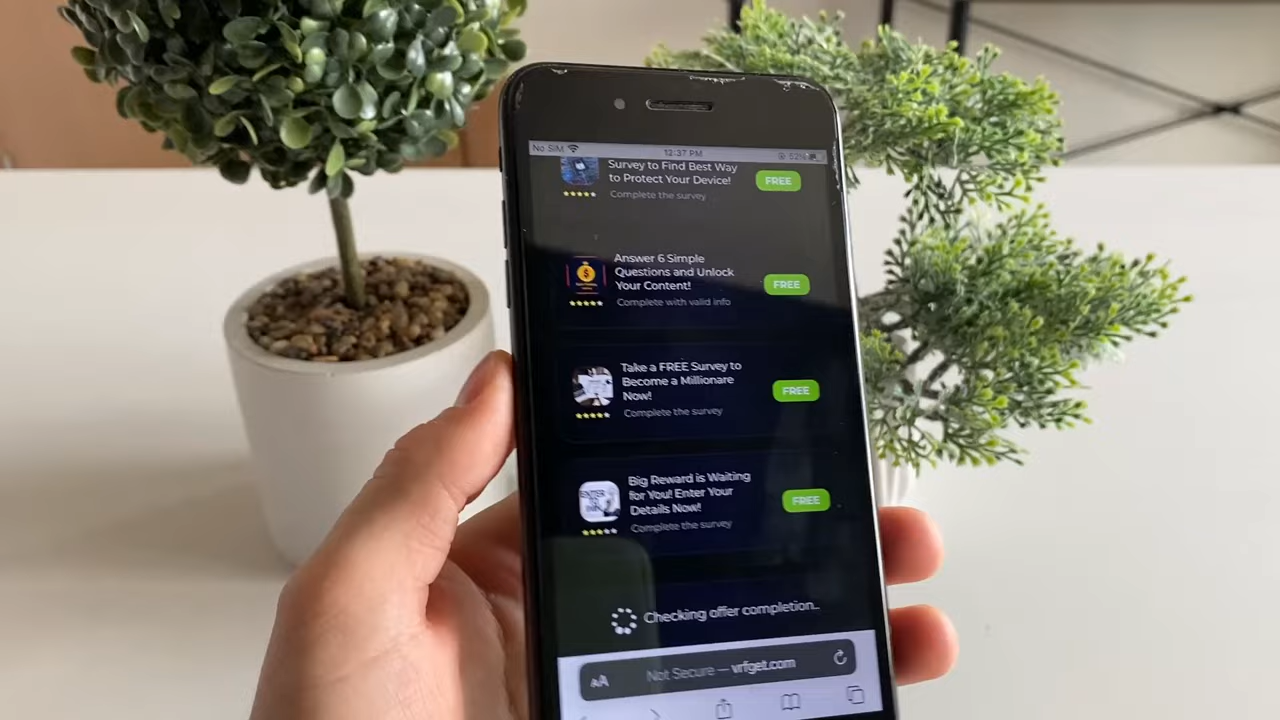 No SIM 12:37 PM 52%
Survey to Find Best Way
to Protect Your Device!
Complete the survey
FREE
Answer 6 Simple
Questions and Unlock
Your Content!
Complete with valid info
FREE
Take a FREE Survey to
Become a Millionare
Now!
Complete the survey
FREE
Big Reward is Waiting
for You! Enter Your
Details Now!
Complete the survey
FREE
Checking offer completion..
AA Not Secure — vrfget.com